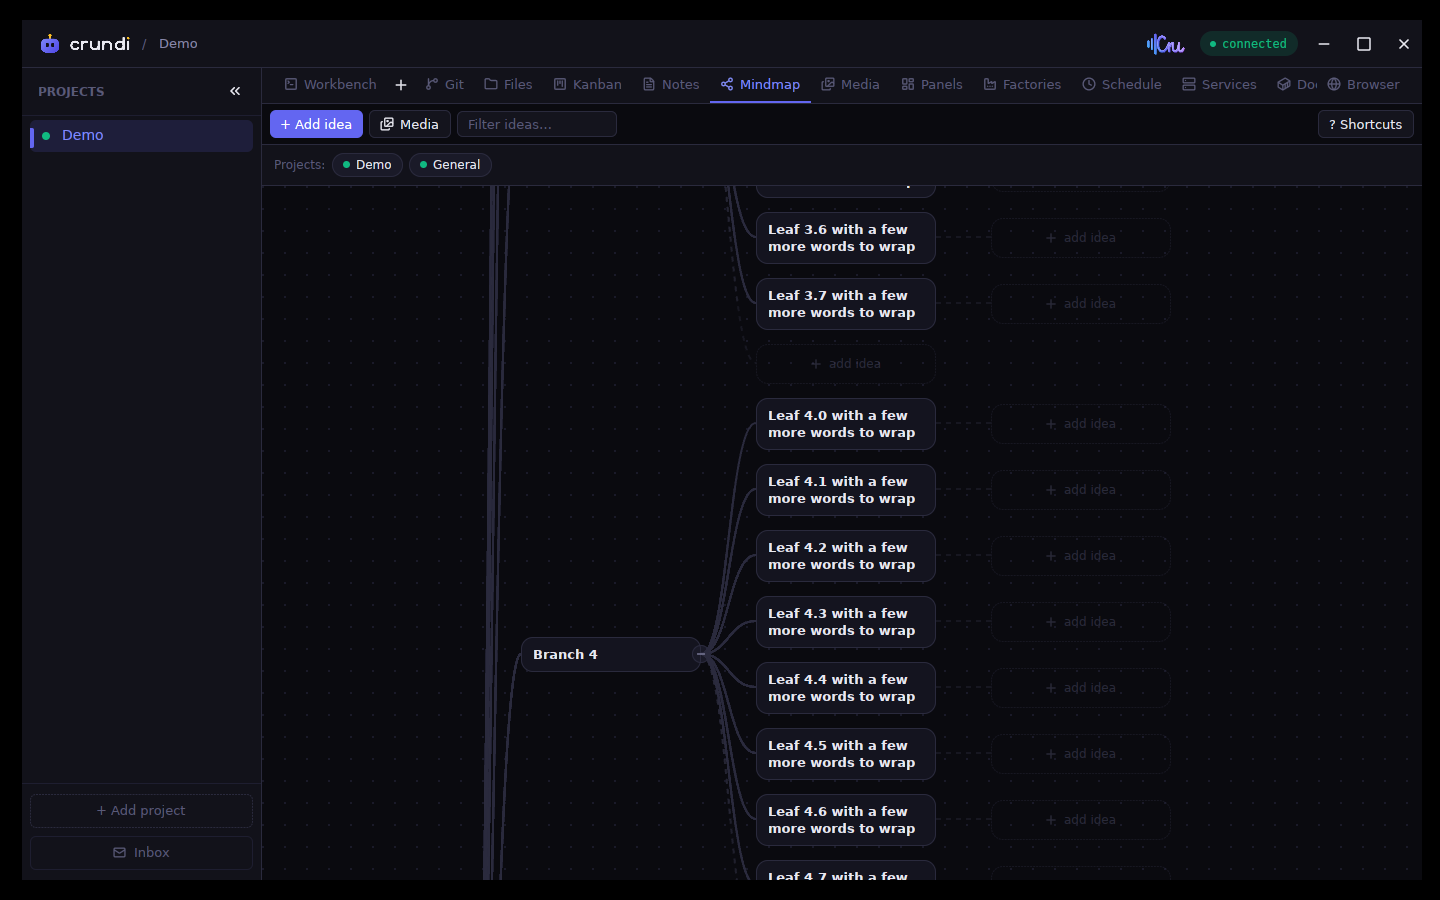 crundi / Demo
Cru
connected
PROJECTS
Workbench
Git
Files
Kanban
Notes
Mindmap
Media
Panels
Factories
Schedule
Services
Browser
Demo
+ Add idea
Media
Filter ideas...
? Shortcuts
Projects:
Demo
General
Leaf 3.6 with a few
more words to wrap
+ add idea
Leaf 3.7 with a few
more words to wrap
+ add idea
+ add idea
Leaf 4.0 with a few
more words to wrap
+ add idea
Leaf 4.1 with a few
more words to wrap
+ add idea
Leaf 4.2 with a few
more words to wrap
+ add idea
Leaf 4.3 with a few
more words to wrap
+ add idea
Branch 4
Leaf 4.4 with a few
more words to wrap
+ add idea
Leaf 4.5 with a few
more words to wrap
+ add idea
Leaf 4.6 with a few
more words to wrap
+ add idea
Leaf 4.7 with a few
+ Add project
Inbox